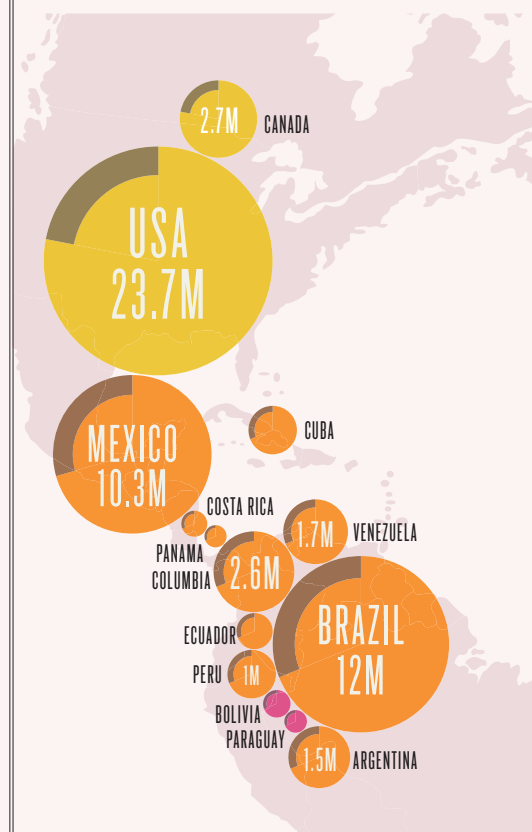 2.7M
CANADA
USA
23.7M
MEXICO
10.3M
CUBA
COSTA RICA
PANAMA
1.7M
VENEZUELA
COLUMBIA
2.6M
BRAZIL
12M
ECUADOR
PERU
1M
BOLIVIA
PARAGUAY
1.5M
ARGENTINA